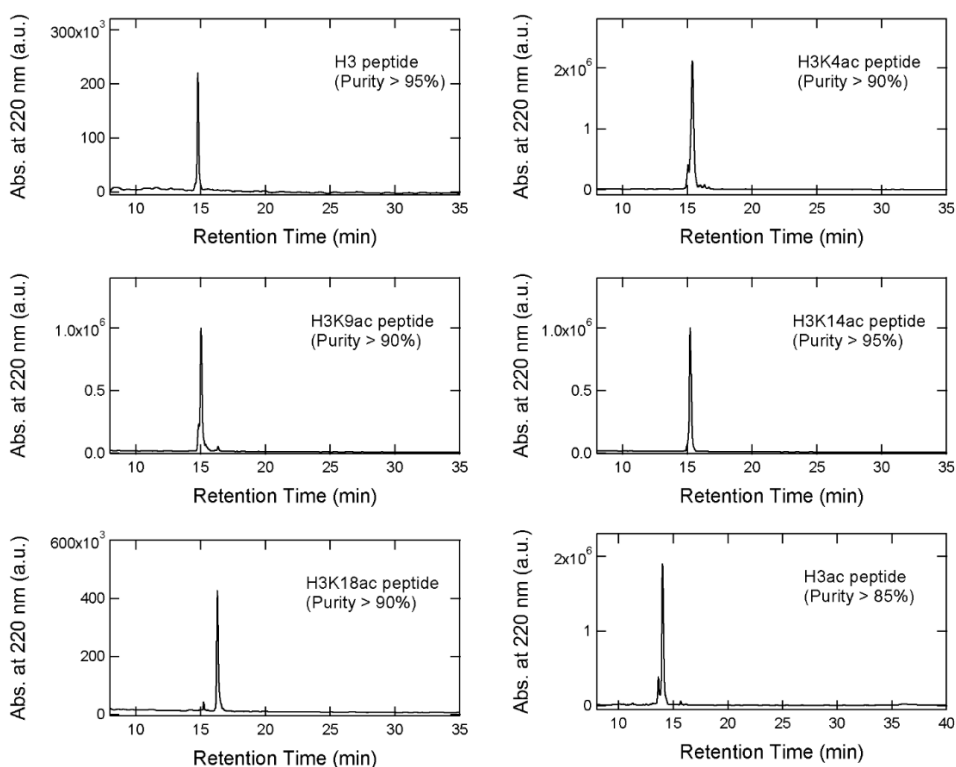 300x10³
200
100
0
Abs. at 220 nm (a.u.)
H3 peptide
(Purity > 95%)
10 15 20 25 30 35
Retention Time (min)
2x10⁶
1
0
Abs. at 220 nm (a.u.)
H3K4ac peptide
(Purity > 90%)
10 15 20 25 30 35
Retention Time (min)
1.0x10⁶
0.5
0.0
Abs. at 220 nm (a.u.)
H3K9ac peptide
(Purity > 90%)
10 15 20 25 30 35
Retention Time (min)
1.0x10⁶
0.5
0.0
Abs. at 220 nm (a.u.)
H3K14ac peptide
(Purity > 95%)
10 15 20 25 30 35
Retention Time (min)
600x10³
400
200
0
Abs. at 220 nm (a.u.)
H3K18ac peptide
(Purity > 90%)
10 15 20 25 30 35
Retention Time (min)
2x10⁶
1
0
Abs. at 220 nm (a.u.)
H3ac peptide
(Purity > 85%)
10 15 20 25 30 35 40
Retention Time (min)